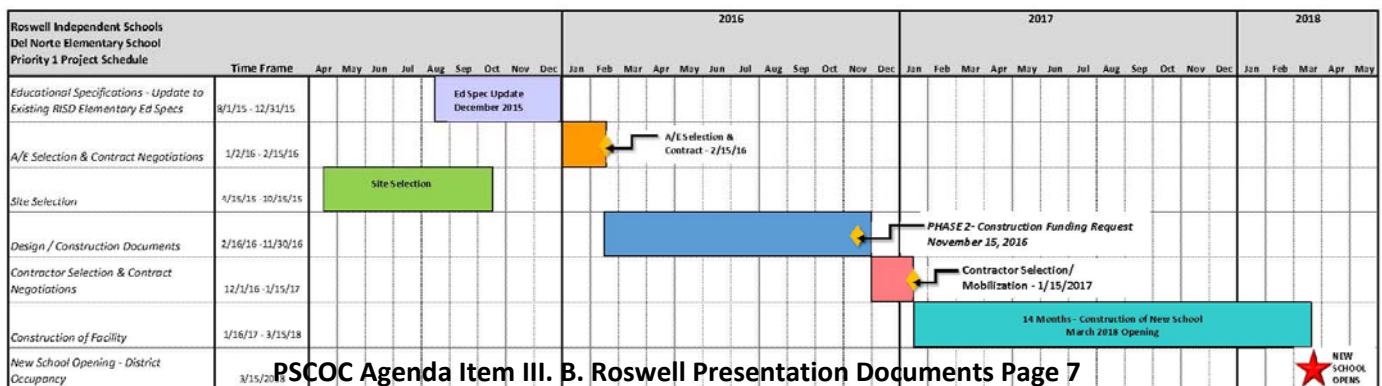 Roswell Independent Schools
Del Norte Elementary School
Priority 1 Project Schedule
Time Frame
2016
2017
2018
Apr May Jun Jul Aug Sep Oct Nov Dec Jan Feb Mar Apr May Jun Jul Aug Sep Oct Nov Dec Jan Feb Mar Apr May Jun Jul Aug Sep Oct Nov Dec Jan Feb Mar Apr May
Educational Specifications - Update to
Existing RISD Elementary Ed Specs
8/1/15 - 12/31/15
Ed Spec Update
December 2015
A/E Selection & Contract Negotiations
1/2/16 - 2/15/16
A/E Selection &
Contract - 2/15/16
Site Selection
4/15/15 -10/15/15
Site Selection
Design / Construction Documents
2/16/16 -11/30/16
PHASE 2- Construction Funding Request
November 15, 2016
Contractor Selection & Contract
Negotiations
12/1/16 -1/15/17
Contractor Selection/
Mobilization - 1/15/2017
Construction of Facility
1/16/17 - 3/15/18
14 Months - Construction of New School
March 2018 Opening
New School Opening - District
Occupancy
3/15/2018
NEW
SCHOOL
OPENS
PSCOC Agenda Item III. B. Roswell Presentation Documents Page 7